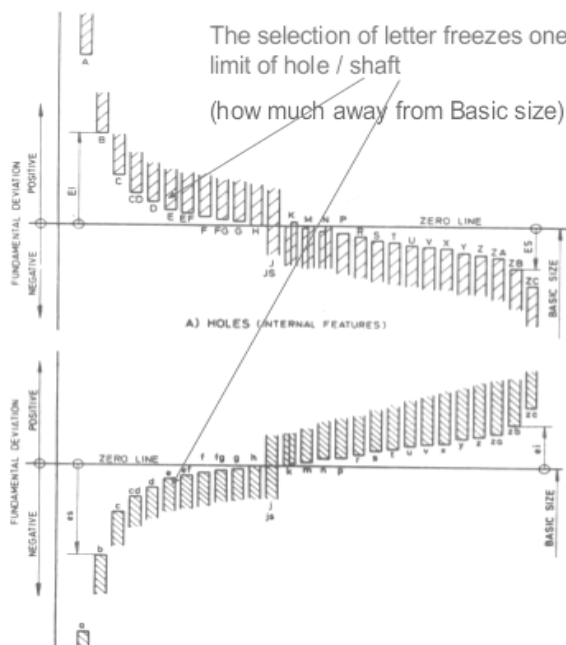 The selection of letter freezes one
limit of hole / shaft
(how much away from Basic size)
A
B
C
CD
D
E
EF
F FG G H
J
JS
K
M N P
R S T U V X Y Z ZA ZB ZC
FUNDAMENTAL DEVIATION
NEGATIVE POSITIVE
EI
ZERO LINE
ES
BASIC SIZE
A) HOLES (INTERNAL FEATURES)
FUNDAMENTAL DEVIATION
NEGATIVE POSITIVE
ZERO LINE
es
a
b
c
cd
d
e ef f fg g h
j
js
k m n p r s t u v x y z za zb zc
ei
BASIC SIZE